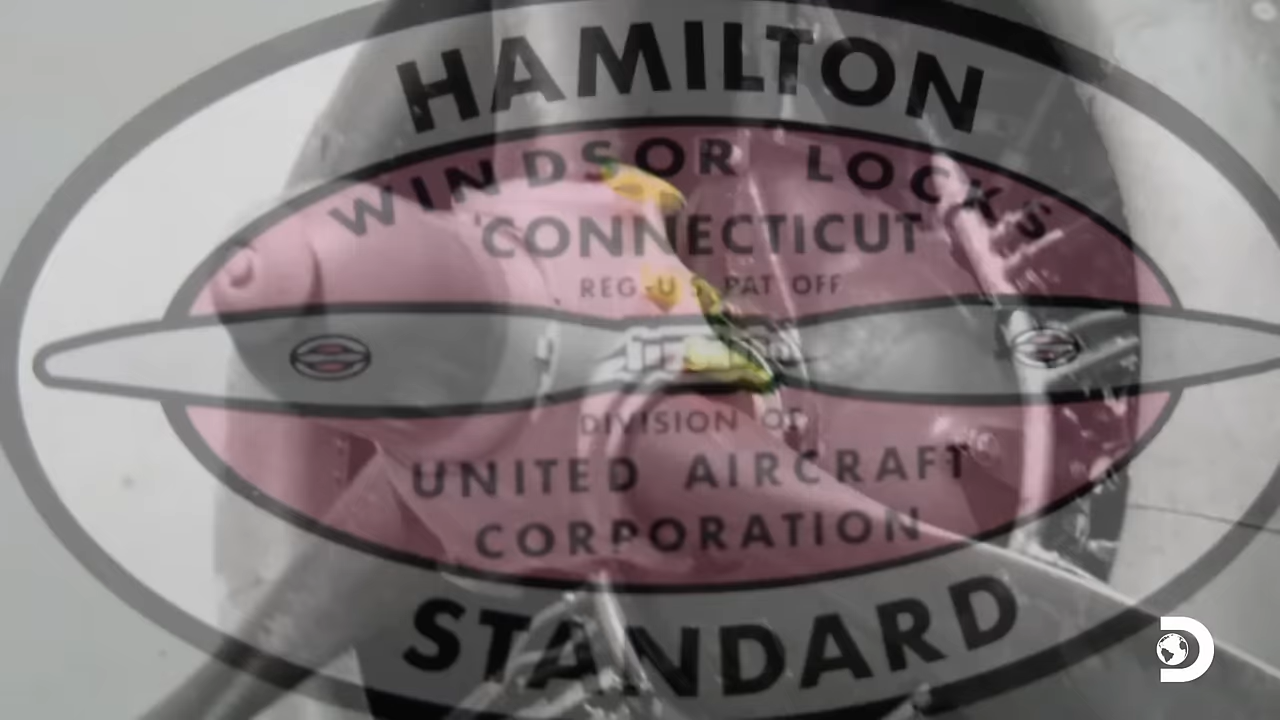 HAMILTON
WINDSOR LOCKS
CONNECTICUT
REG·U S. PAT OFF
DIVISION OF
UNITED AIRCRAFT
CORPORATION
STANDARD